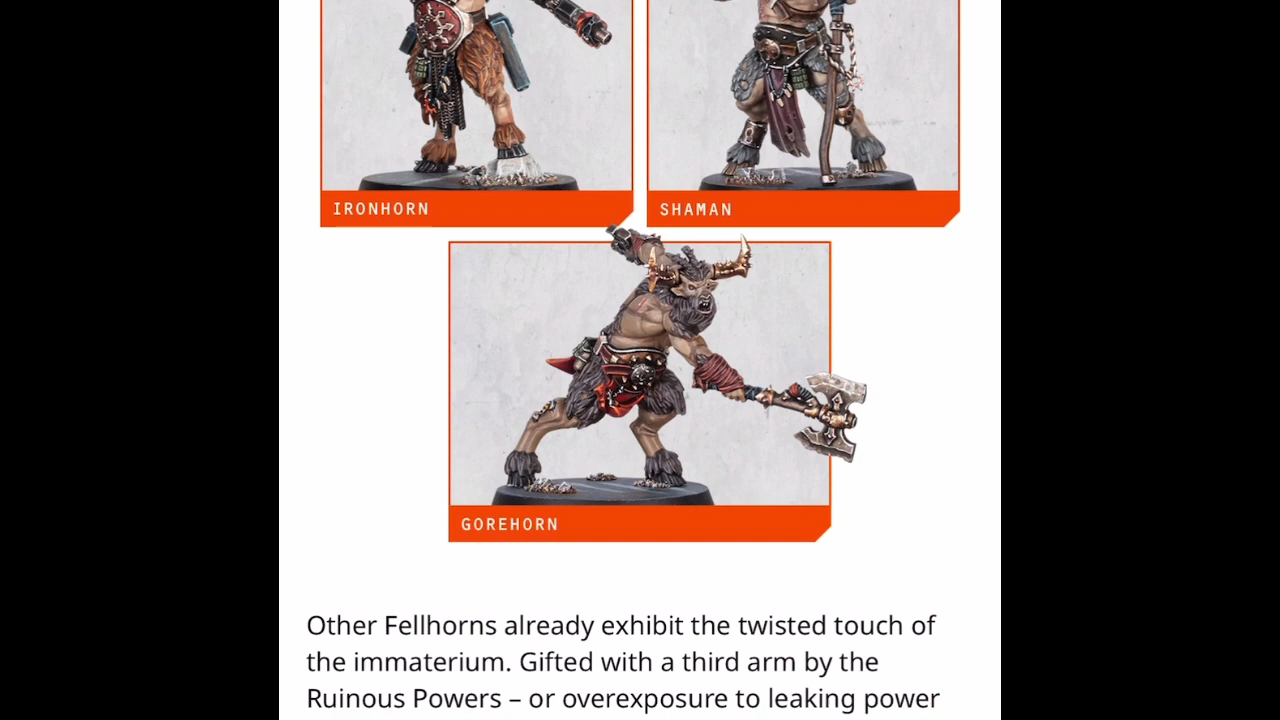 IRONHORN
SHAMAN
GOREHORN
Other Fellhorns already exhibit the twisted touch of
the immaterium. Gifted with a third arm by the
Ruinous Powers – or overexposure to leaking power